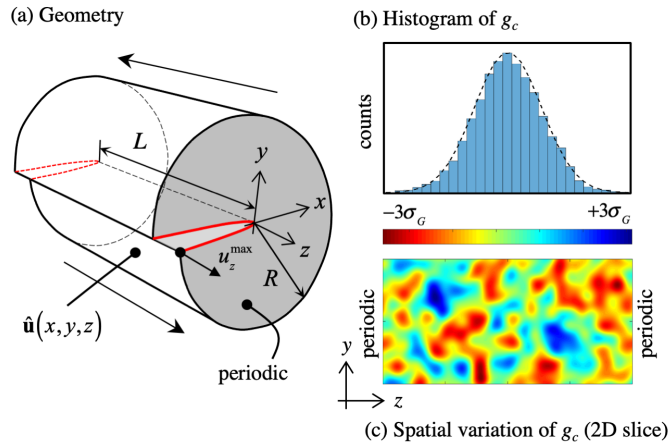 (a) Geometry
(b) Histogram of g_c
L
y
x
z
u_z^max
R
û(x, y, z)
periodic
counts
−3σ_G
+3σ_G
periodic
periodic
y
z
(c) Spatial variation of g_c (2D slice)